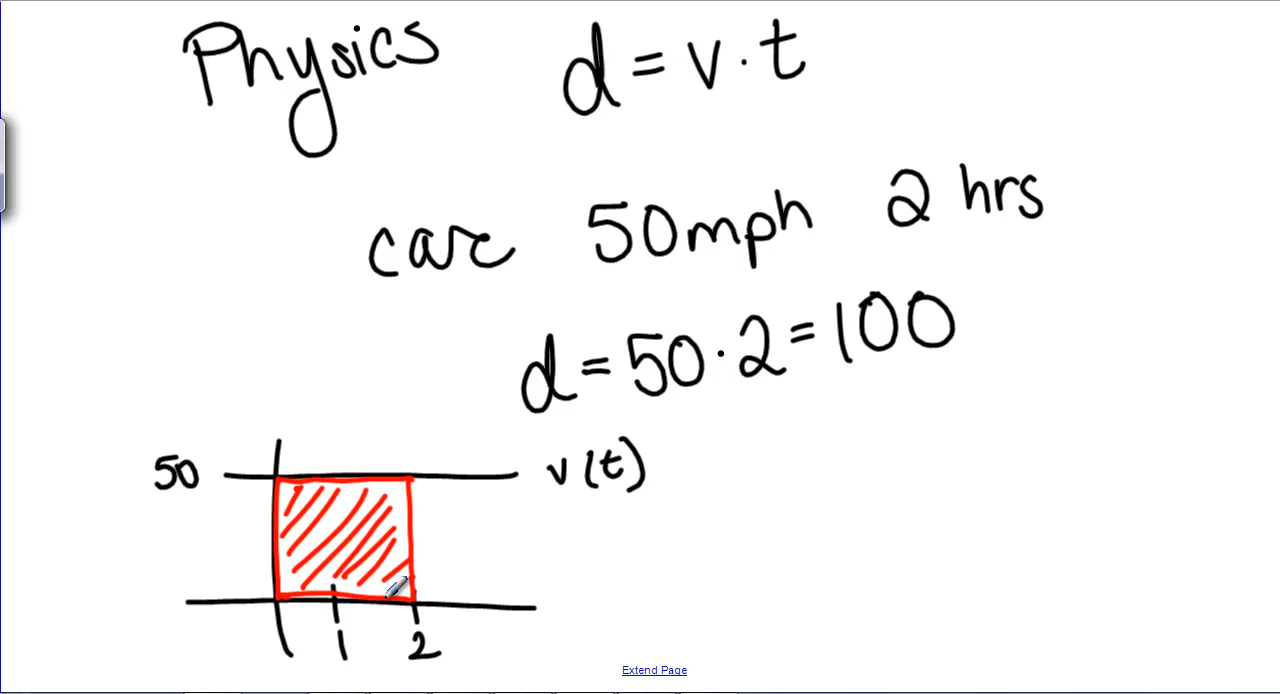 Physics d = v · t
car 50mph 2 hrs
d = 50 · 2 = 100
50 v(t)
1 2
Extend Page